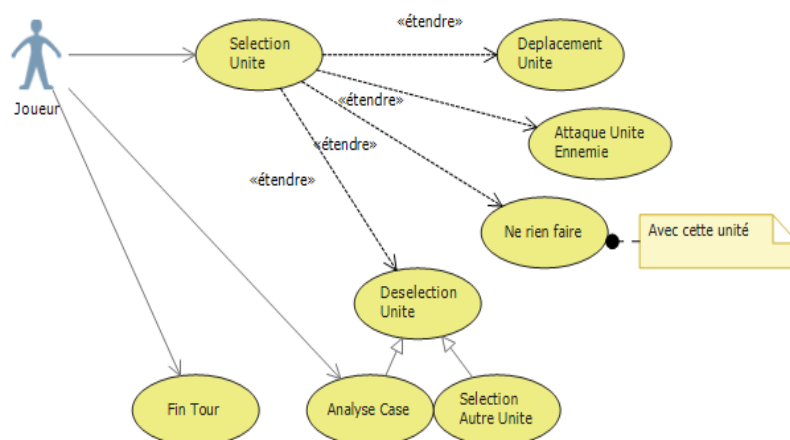 «étendre»
Selection
Unite
Deplacement
Unite
Joueur
«étendre»
Attaque Unite
Ennemie
«étendre»
«étendre»
Ne rien faire
Avec cette unité
Deselection
Unite
Fin Tour
Analyse Case
Selection
Autre Unite